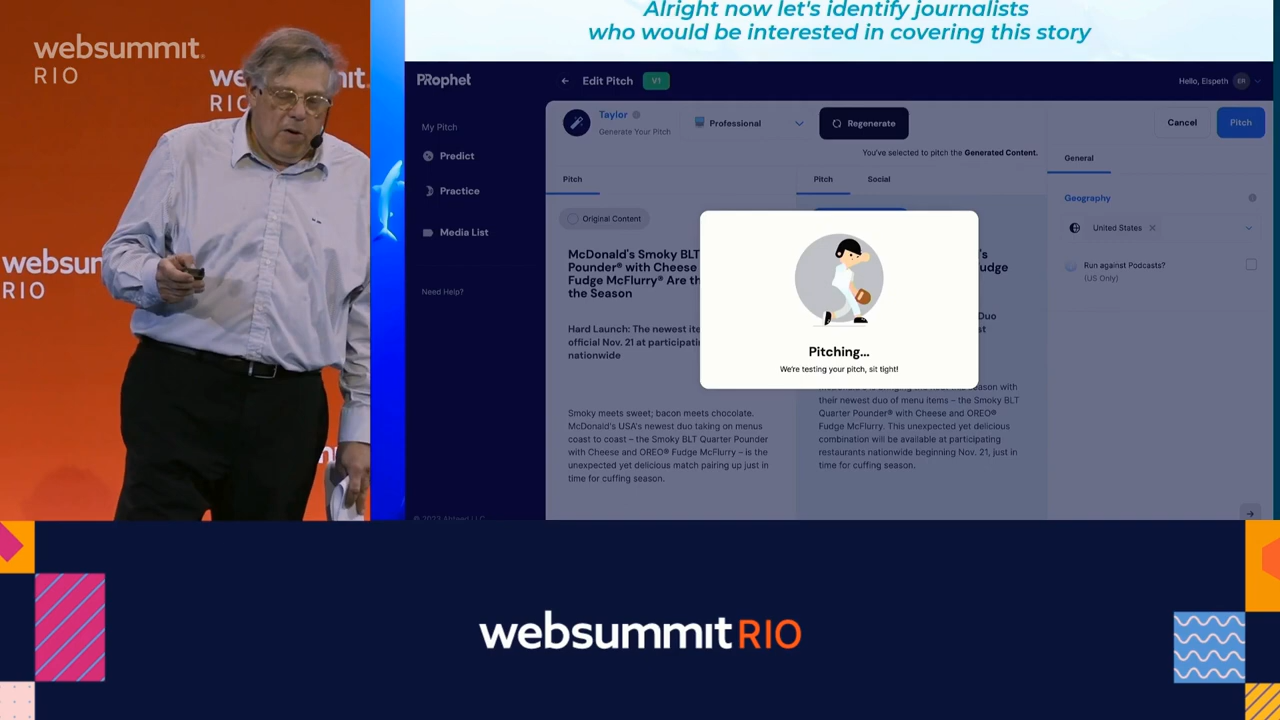 websummit
RIO
we
it.
RIO
websum
RIO
Alright now let's identify journalists
who would be interested in covering this story
PRophet
Edit Pitch
V1
Hello, Elspeth
ER
My Pitch
Predict
Practice
Media List
Need Help?
Taylor
Generate Your Pitch
Professional
Regenerate
Cancel
Pitch
You've selected to pitch the Generated Content.
Pitch
Pitch
Social
General
Original Content
McDonald's Smoky BLT
Pounder® with Cheese
Fudge McFlurry® Are th
the Season
Hard Launch: The newest ite
official Nov. 21 at participati
nationwide
Smoky meets sweet; bacon meets chocolate.
McDonald's USA's newest duo taking on menus
coast to coast – the Smoky BLT Quarter Pounder
with Cheese and OREO® Fudge McFlurry – is the
unexpected yet delicious match pairing up just in
time for cuffing season.
's
udge
Duo
st
season with
their newest duo of menu items – the Smoky BLT
Quarter Pounder® with Cheese and OREO®
Fudge McFlurry. This unexpected yet delicious
combination will be available at participating
restaurants nationwide beginning Nov. 21, just in
time for cuffing season.
Pitching...
We're testing your pitch, sit tight!
Geography
United States
Run against Podcasts?
(US Only)
websummit RIO